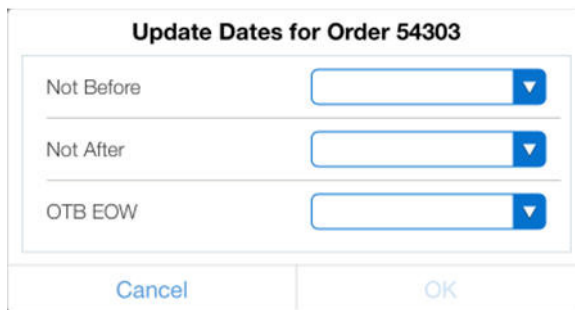 Update Dates for Order 54303
Not Before
Not After
OTB EOW
Cancel OK